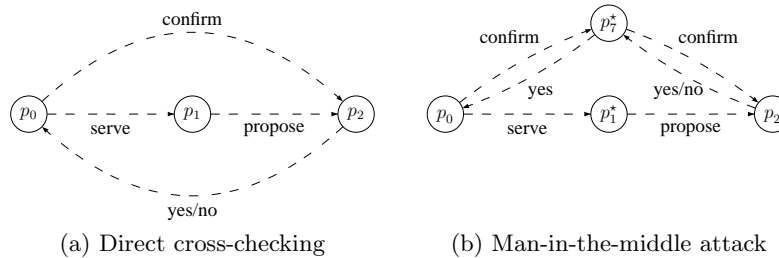 confirm
p0
serve
p1
propose
p2
yes/no
(a) Direct cross-checking
p7⋆
confirm
confirm
yes
yes/no
p0
serve
p1⋆
propose
p2
(b) Man-in-the-middle attack